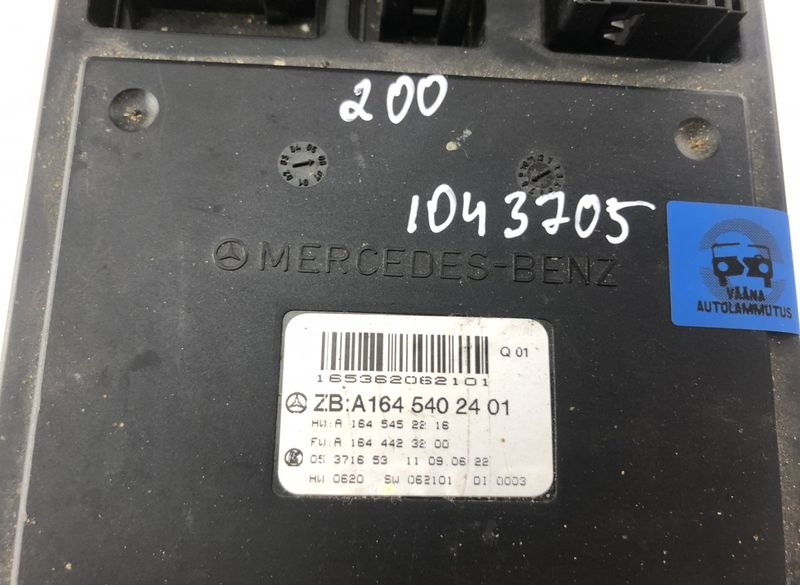 200
1043705
MERCEDES-BENZ
VÄÄNA
AUTOLAMMUTUS
Q 01
165362062101
ZB:A164 540 24 01
HW:A 164 545 22 16
FW:A 164 442 32 00
05 3716 53 11 09.06 22
HW 0620 SW 062101 DI 0003